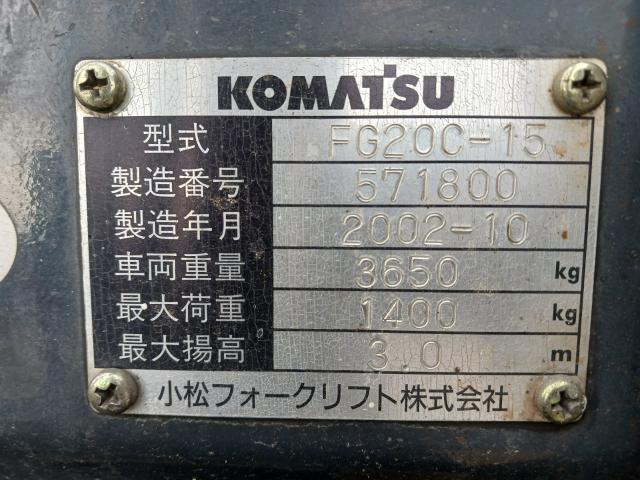 KOMATSU
型式 FG20C-15
製造番号 571800
製造年月 2002-10
車両重量 3650 kg
最大荷重 1400 kg
最大揚高 3.0 m
小松フォークリフト株式会社